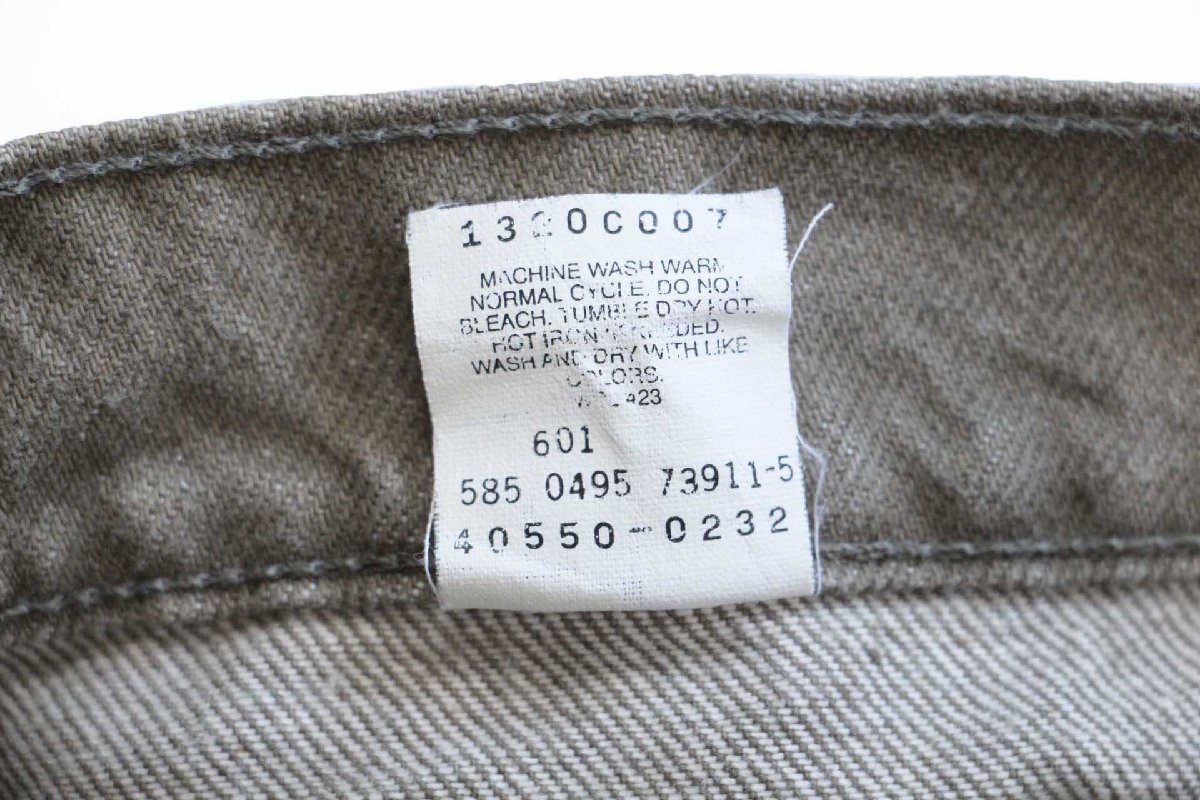 1320C007
MACHINE WASH WARM
NORMAL CYCLE. DO NOT
BLEACH. TUMBLE DRY HOT.
HOT IRON NEEDED.
WASH AND DRY WITH LIKE
COLORS.
601
585 0495 73911-5
40550-0232